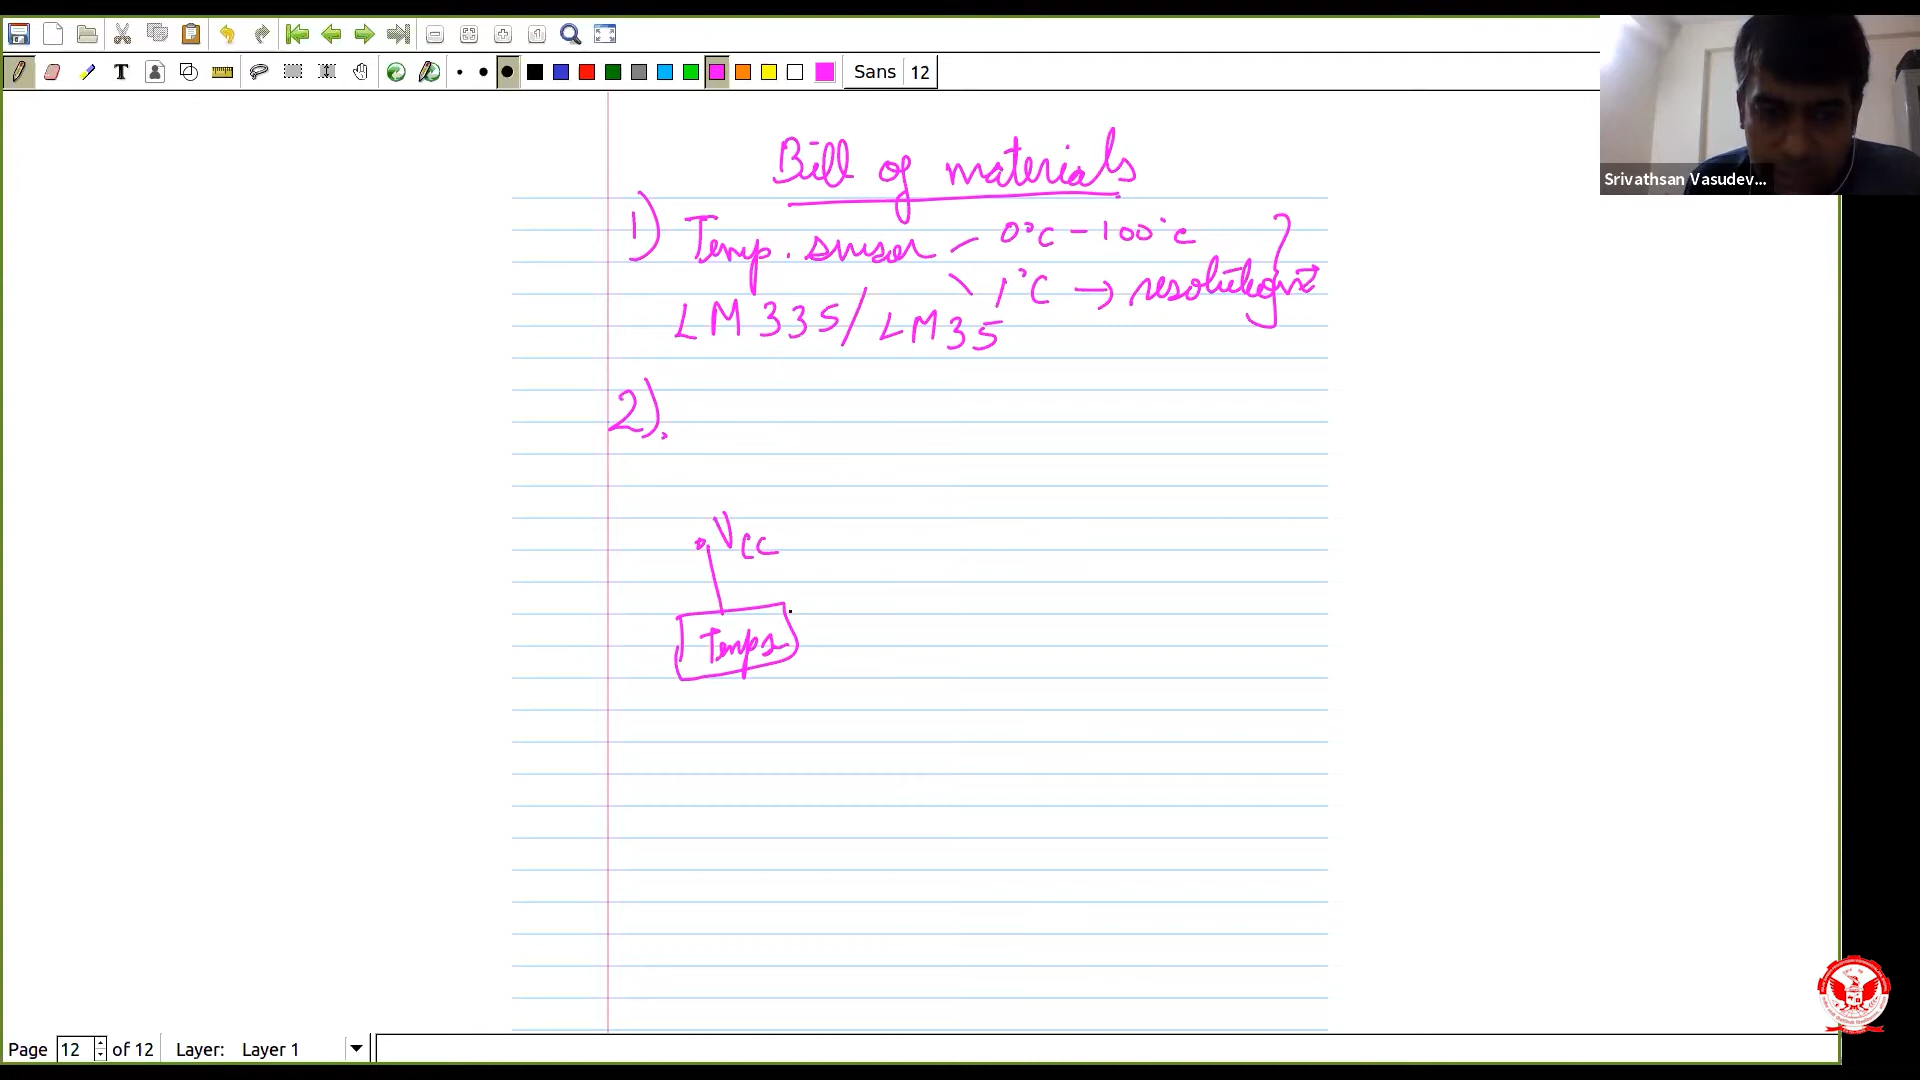 T Sans 12
Srivathsan Vasudev...
Bill of materials
1) Temp. sensor - 0°C - 100°C
1°C → resolution
LM335/LM35
2).
VCC
Temps
Page 12 of 12 Layer: Layer 1